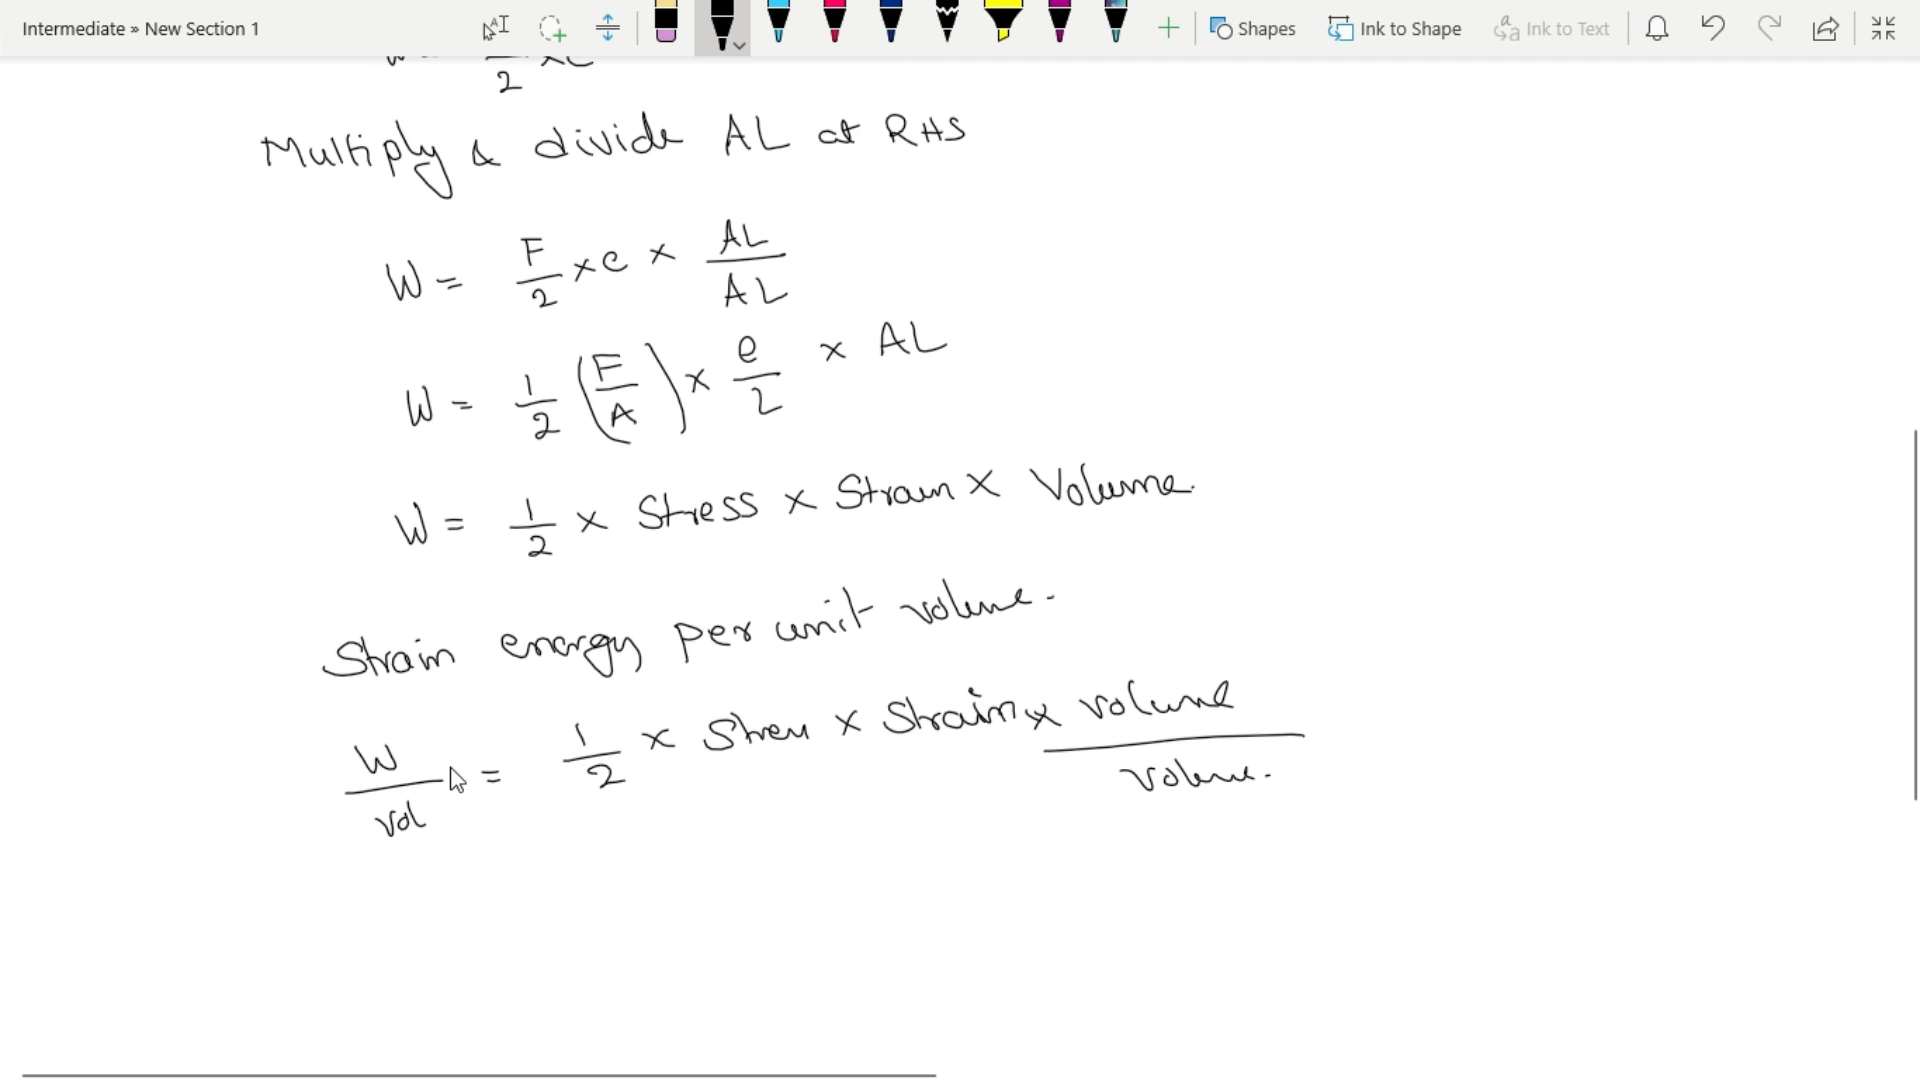 Intermediate » New Section 1 Shapes Ink to Shape Ink to Text
2
Multiply & divide AL at RHS
W = F/2 × e × AL/AL
W = 1/2 (F/A) × e/L × AL
W = 1/2 × Stress × Strain × Volume.
Strain energy per unit volume.
W/vol = 1/2 × Stress × Strain × volume/volume.